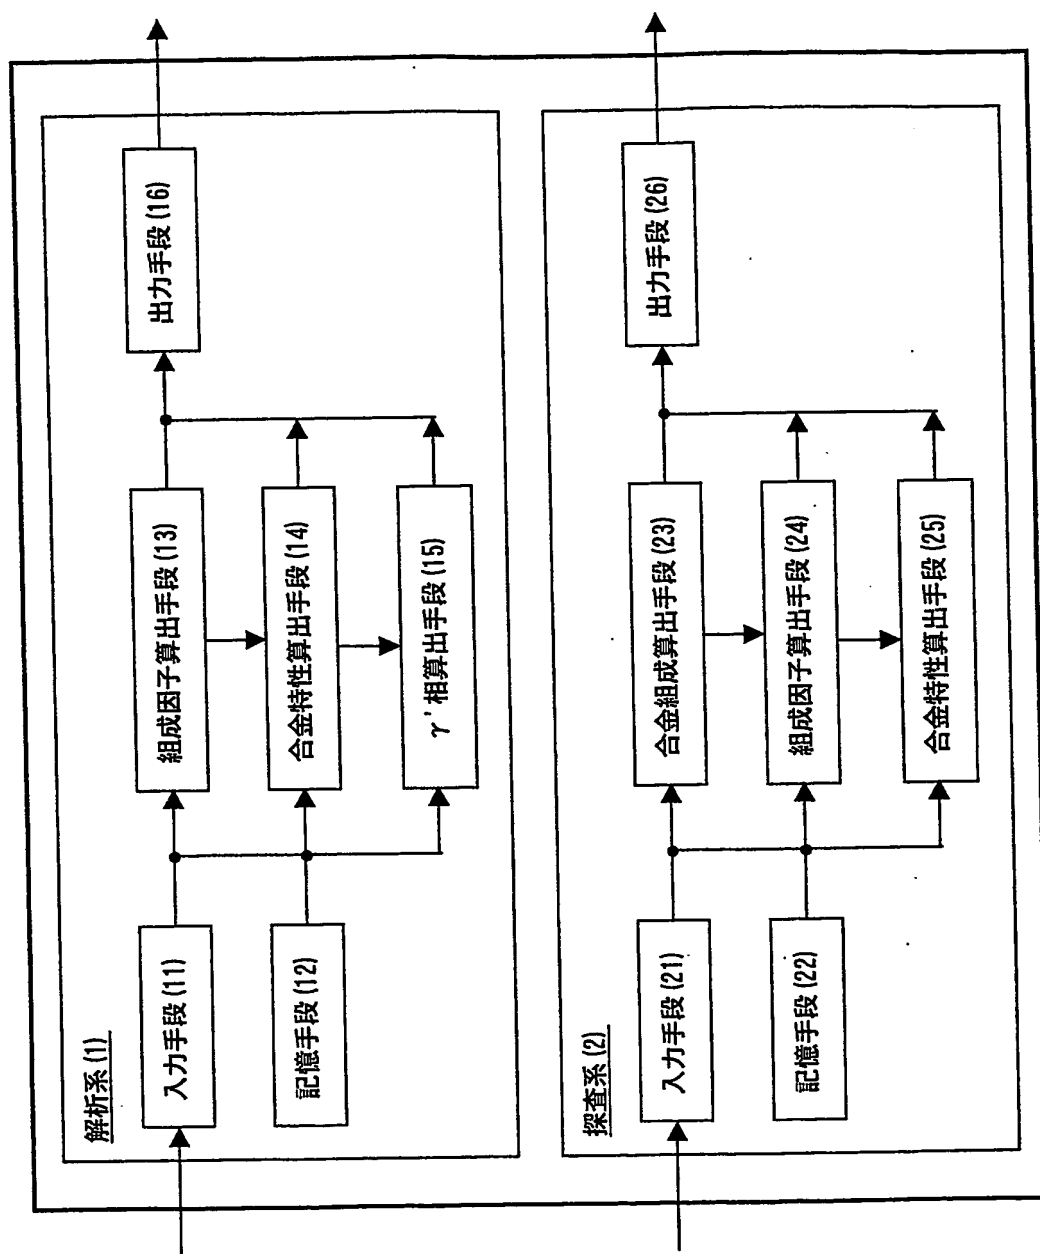 解析系(1)
入力手段(11)
記憶手段(12)
組成因子算出手段(13)
合金特性算出手段(14)
γ'相算出手段(15)
出力手段(16)
探査系(2)
入力手段(21)
記憶手段(22)
合金組成算出手段(23)
組成因子算出手段(24)
合金特性算出手段(25)
出力手段(26)